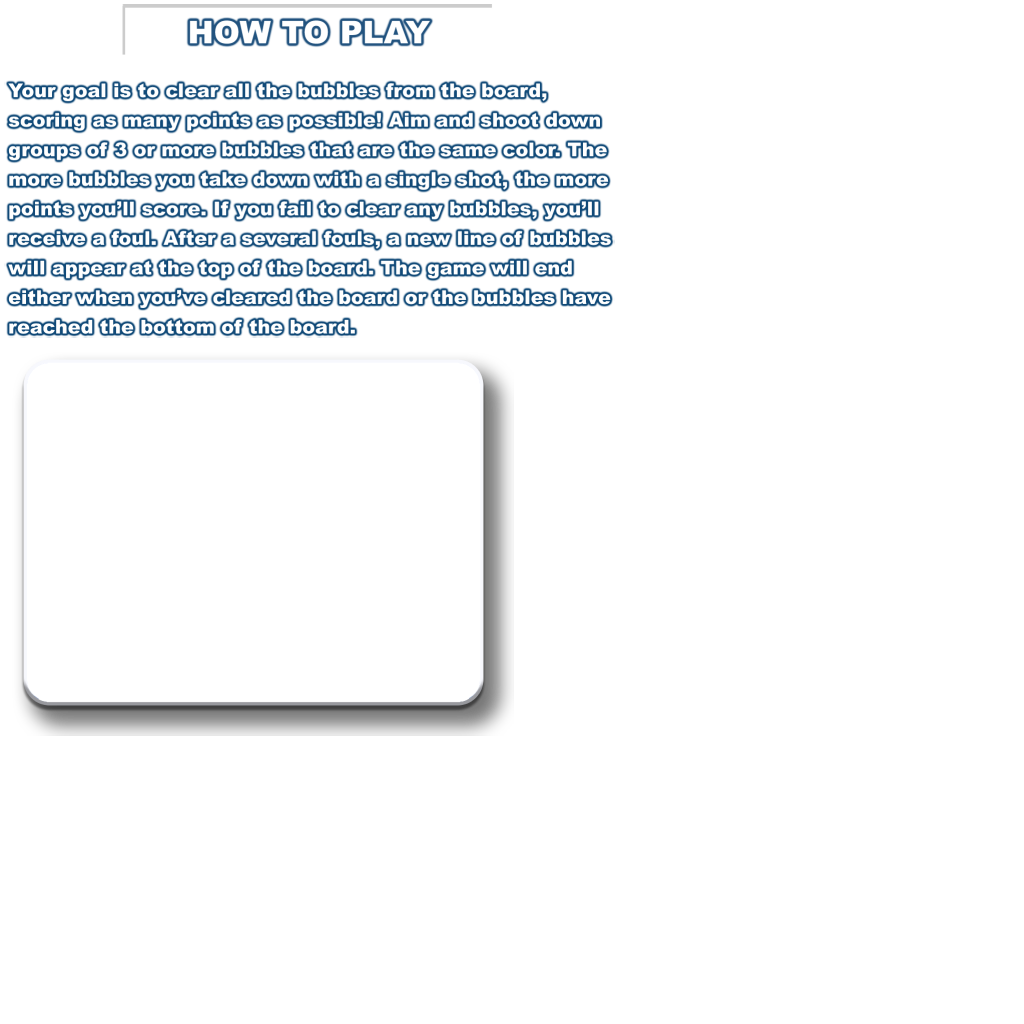 HOW TO PLAY
Your goal is to clear all the bubbles from the board,
scoring as many points as possible! Aim and shoot down
groups of 3 or more bubbles that are the same color. The
more bubbles you take down with a single shot, the more
points you’ll score. If you fail to clear any bubbles, you’ll
receive a foul. After a several fouls, a new line of bubbles
will appear at the top of the board. The game will end
either when you’ve cleared the board or the bubbles have
reached the bottom of the board.